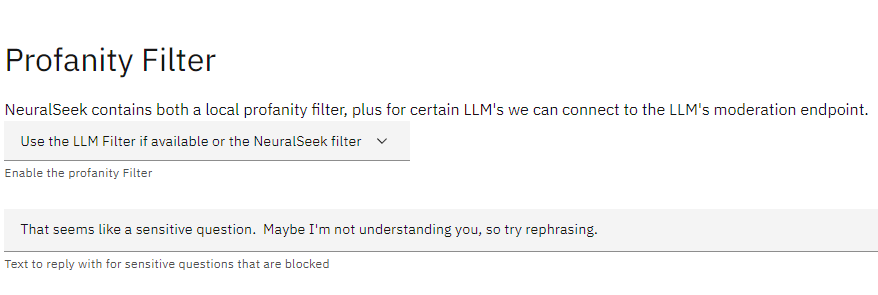 Profanity Filter
NeuralSeek contains both a local profanity filter, plus for certain LLM's we can connect to the LLM's moderation endpoint.
Use the LLM Filter if available or the NeuralSeek filter
Enable the profanity Filter
That seems like a sensitive question.  Maybe I'm not understanding you, so try rephrasing.
Text to reply with for sensitive questions that are blocked